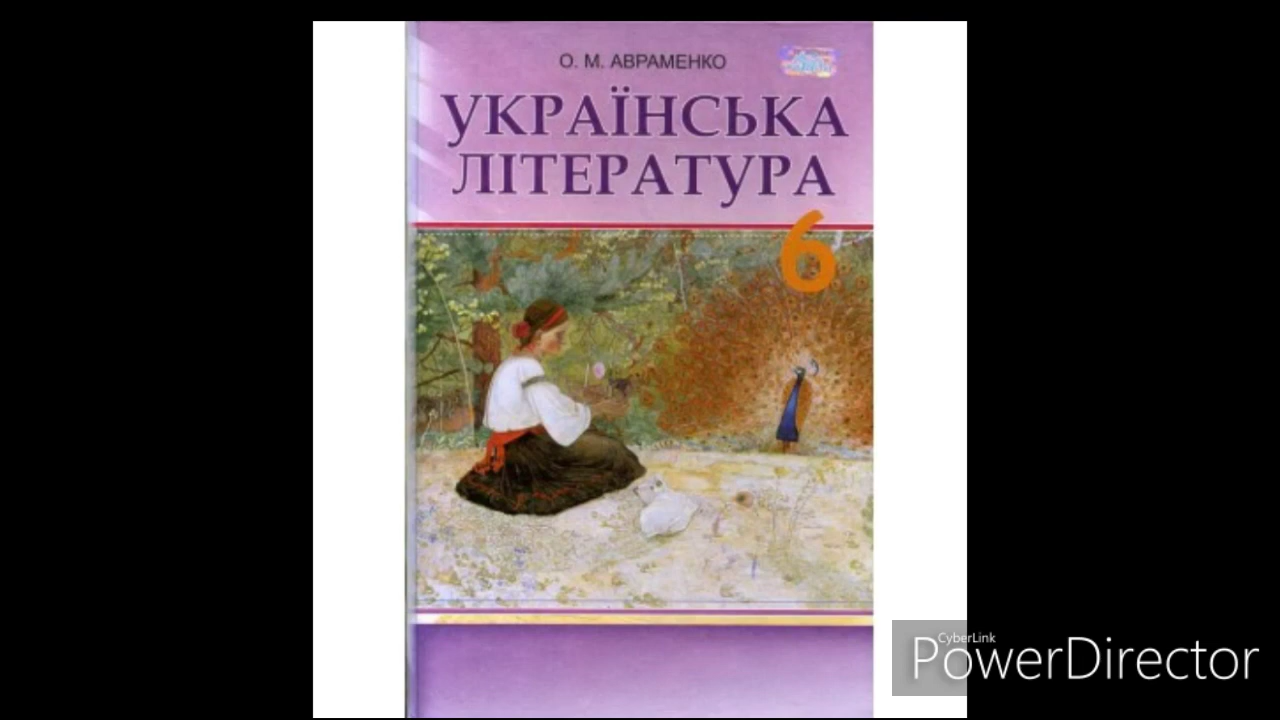 О. М. АВРАМЕНКО
УКРАЇНСЬКА
ЛІТЕРАТУРА
6
CyberLink
PowerDirector